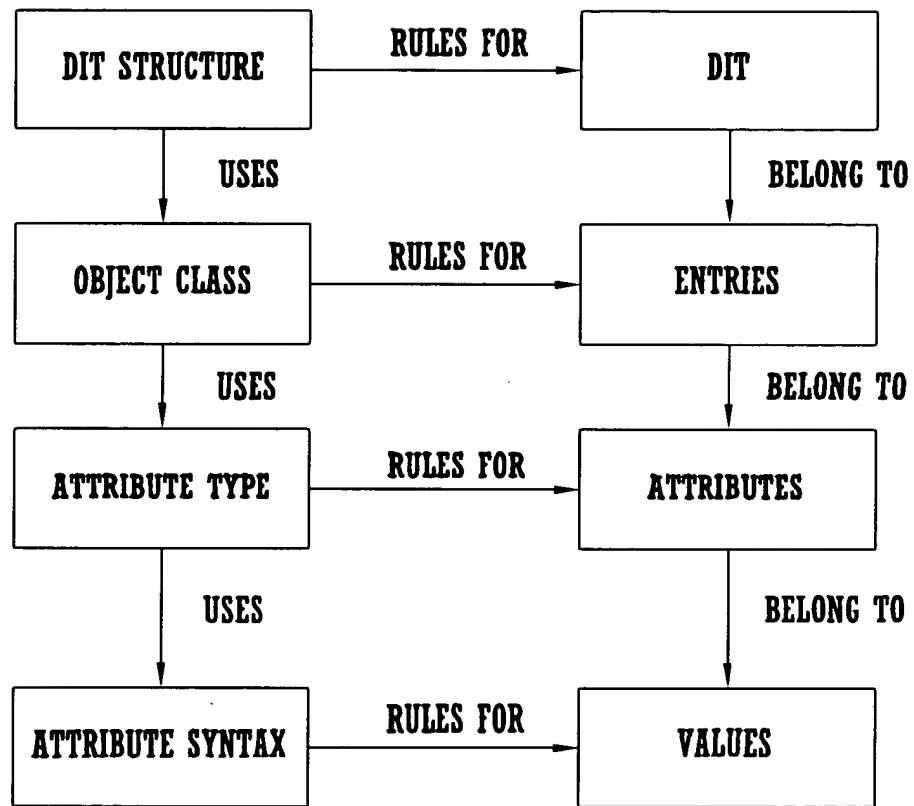 DIT STRUCTURE
RULES FOR
DIT
USES
BELONG TO
OBJECT CLASS
RULES FOR
ENTRIES
USES
BELONG TO
ATTRIBUTE TYPE
RULES FOR
ATTRIBUTES
USES
BELONG TO
ATTRIBUTE SYNTAX
RULES FOR
VALUES